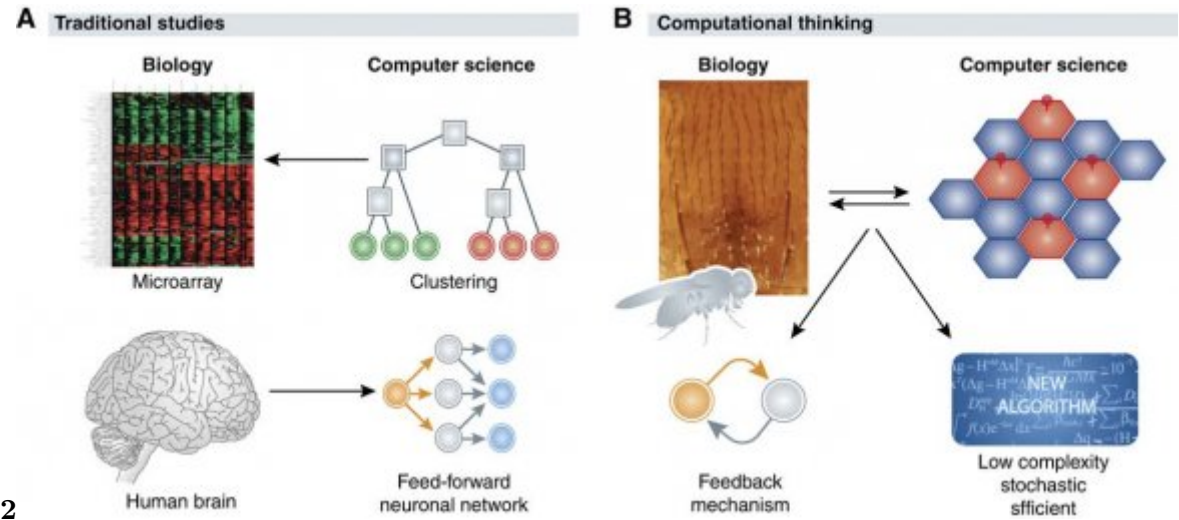 A Traditional studies
Biology
Computer science
Microarray
Clustering
Human brain
Feed-forward
neuronal network
B Computational thinking
Biology
Computer science
Feedback
mechanism
NEW
ALGORITHM
Low complexity
stochastic
sfficient
2